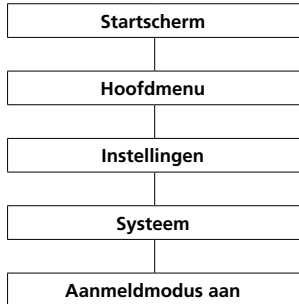 Startscherm
Hoofdmenu
Instellingen
Systeem
Aanmeldmodus aan